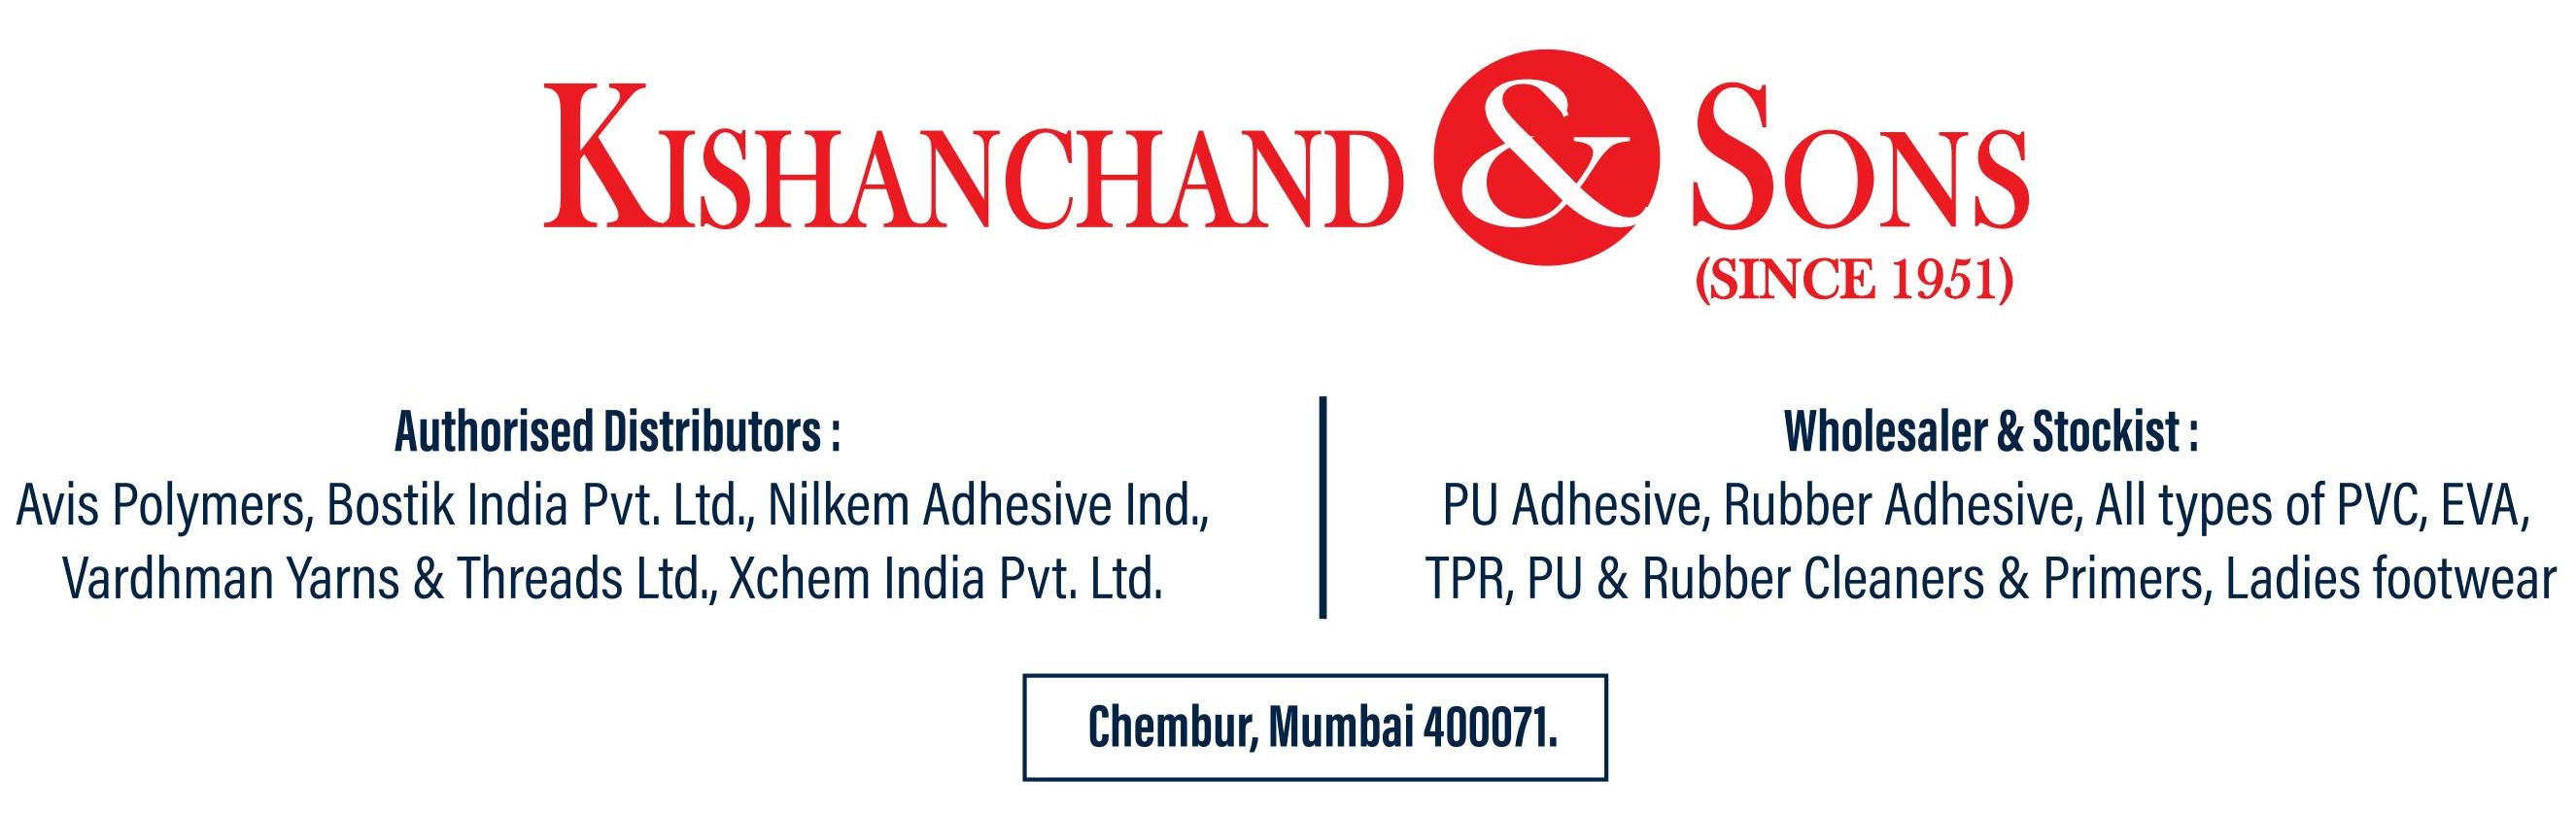 KISHANCHAND & SONS
(SINCE 1951)
Authorised Distributors :
Avis Polymers, Bostik India Pvt. Ltd., Nilkem Adhesive Ind.,
Vardhman Yarns & Threads Ltd., Xchem India Pvt. Ltd.
Wholesaler & Stockist :
PU Adhesive, Rubber Adhesive, All types of PVC, EVA,
TPR, PU & Rubber Cleaners & Primers, Ladies footwear
Chembur, Mumbai 400071.